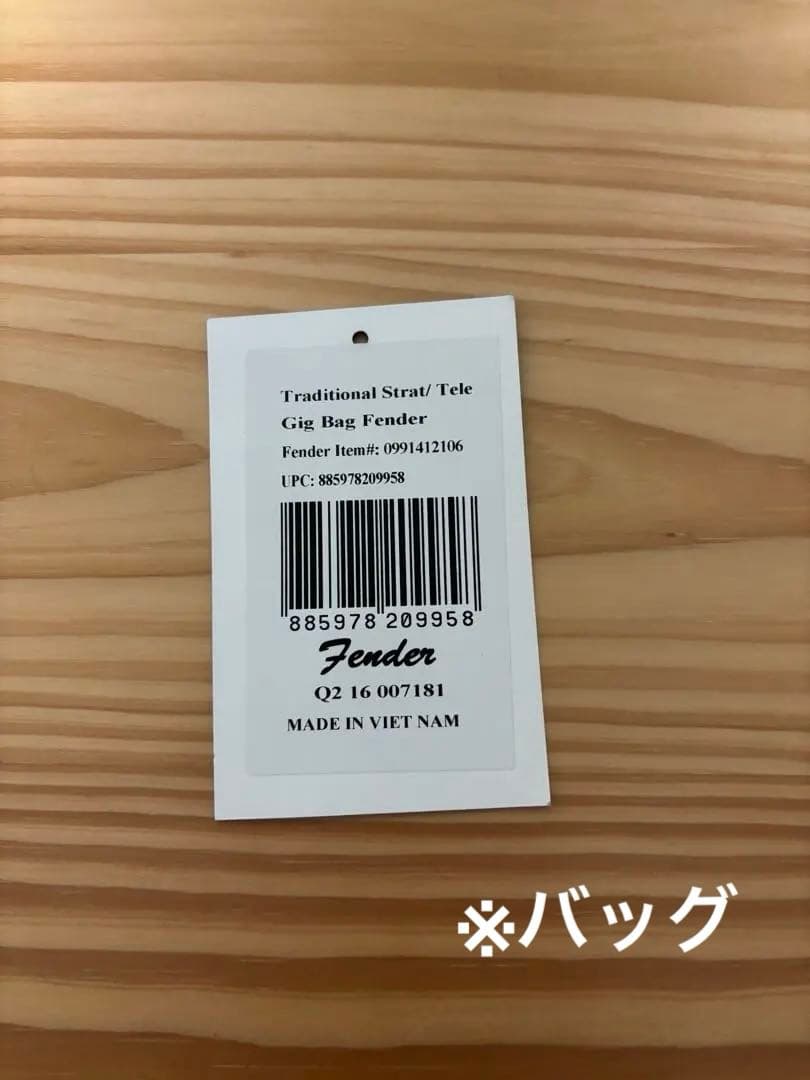 Traditional Strat/ Tele
Gig Bag Fender
Fender Item#: 0991412106
UPC: 885978209958
885978 209958
Fender
Q2 16 007181
MADE IN VIET NAM
※バッグ